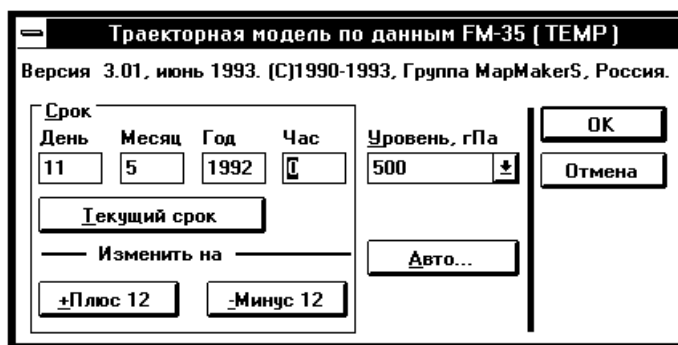 Траекторная модель по данным FM-35 ( TEMP )
Версия 3.01, июнь 1993. (C)1990-1993, Группа MapMakerS, Россия.
Срок
День Месяц Год Час Уровень, гПа
11 5 1992 0 500
OK
Отмена
Текущий срок
Изменить на
Авто...
+Плюс 12 -Минус 12